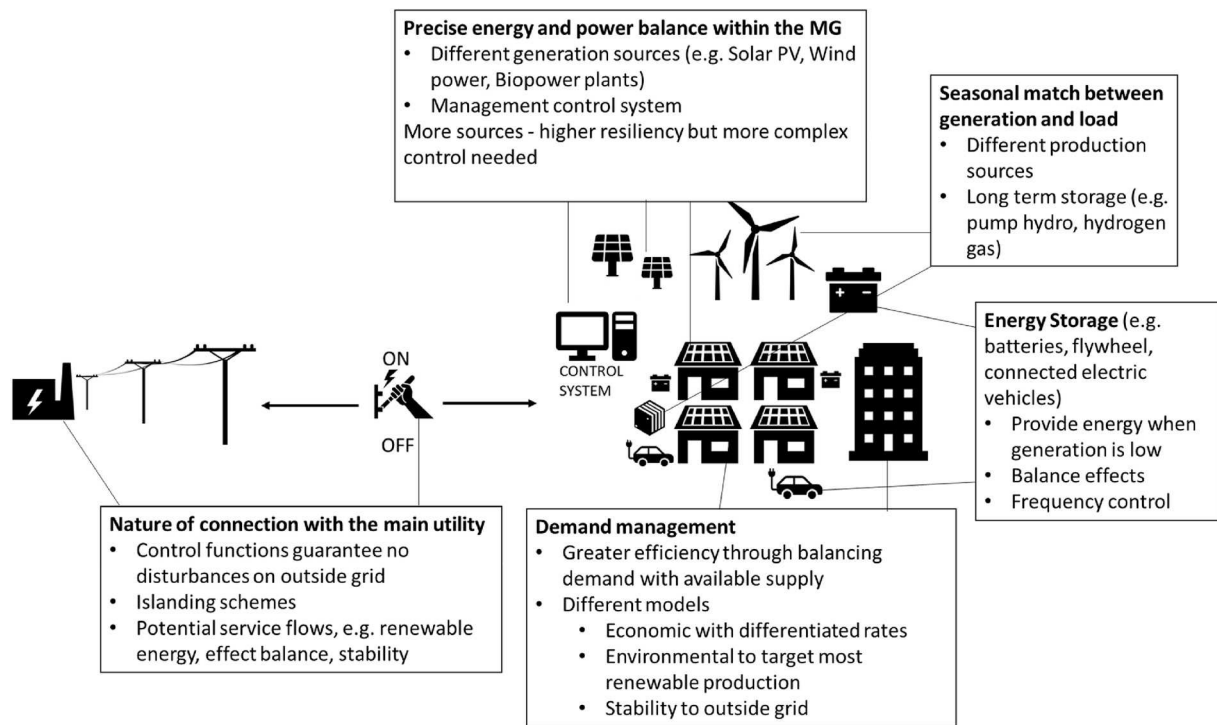 Precise energy and power balance within the MG
• Different generation sources (e.g. Solar PV, Wind
power, Biopower plants)
• Management control system
More sources - higher resiliency but more complex
control needed
Seasonal match between
generation and load
• Different production
sources
• Long term storage (e.g.
pump hydro, hydrogen
gas)
Energy Storage (e.g.
batteries, flywheel,
connected electric
vehicles)
• Provide energy when
generation is low
• Balance effects
• Frequency control
ON
OFF
CONTROL
SYSTEM
Nature of connection with the main utility
• Control functions guarantee no
disturbances on outside grid
• Islanding schemes
• Potential service flows, e.g. renewable
energy, effect balance, stability
Demand management
• Greater efficiency through balancing
demand with available supply
• Different models
• Economic with differentiated rates
• Environmental to target most
renewable production
• Stability to outside grid